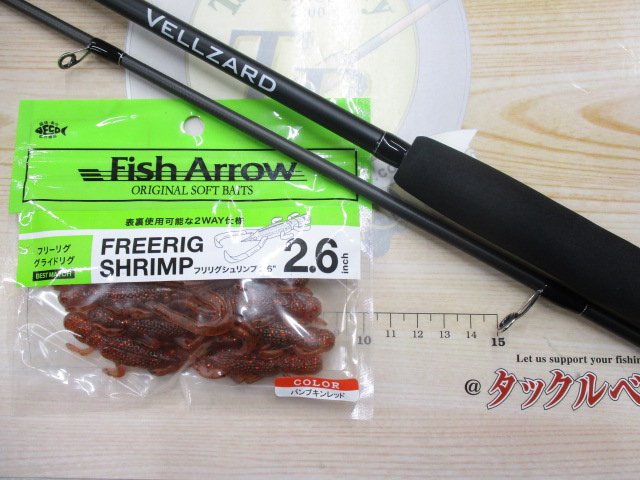 VELLZARD
FECO
Fish Arrow
ORIGINAL SOFT BAITS
表裏使用可能な2WAY仕様
フリーリグ
グライドリグ
BEST MATCH
FREERIG
SHRIMP
フリリグシュリンプ
2.6
inch
COLOR
パンプキンレッド
10 11 12 13 14 15
Let us support your fishing
@タックルベ